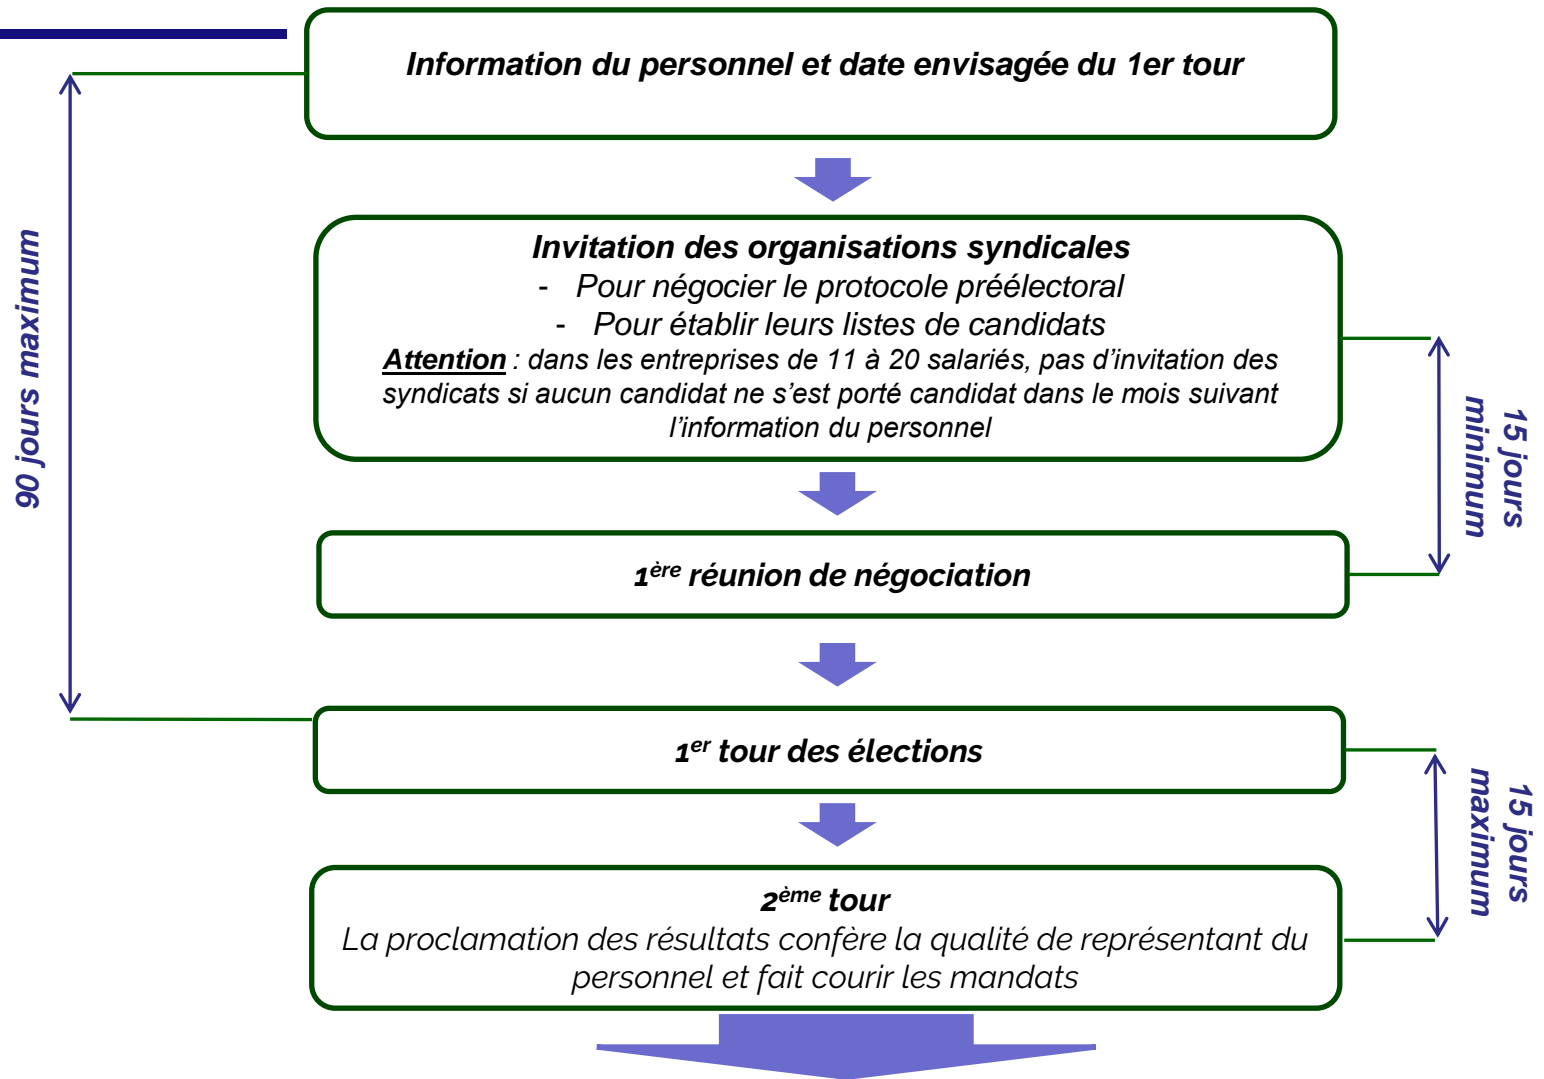 Information du personnel et date envisagée du 1er tour
Invitation des organisations syndicales
- Pour négocier le protocole préélectoral
- Pour établir leurs listes de candidats
Attention : dans les entreprises de 11 à 20 salariés, pas d’invitation des
syndicats si aucun candidat ne s’est porté candidat dans le mois suivant
l’information du personnel
90 jours maximum
15 jours
minimum
1ère réunion de négociation
1er tour des élections
15 jours
maximum
2ème tour
La proclamation des résultats confère la qualité de représentant du
personnel et fait courir les mandats